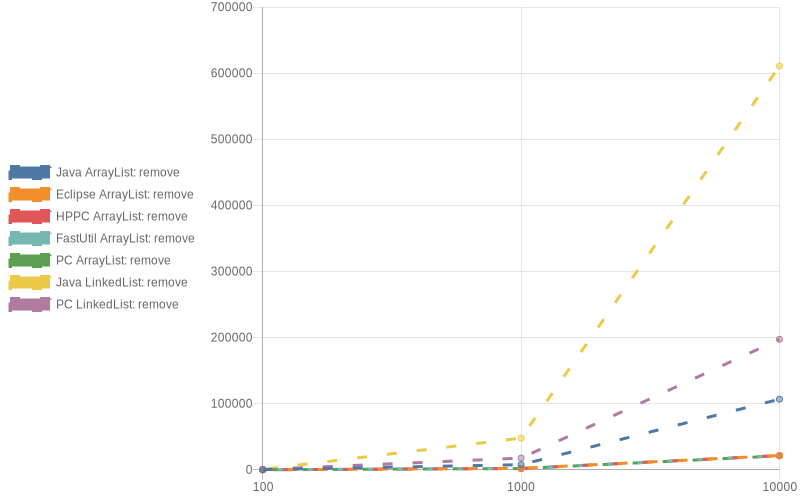 Java ArrayList: remove
Eclipse ArrayList: remove
HPPC ArrayList: remove
FastUtil ArrayList: remove
PC ArrayList: remove
Java LinkedList: remove
PC LinkedList: remove
700000
600000
500000
400000
300000
200000
100000
0
100
1000
10000